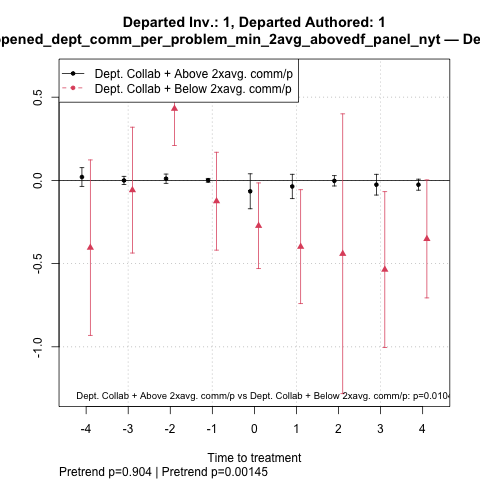 Departed Inv.: 1, Departed Authored: 1
opened_dept_comm_per_problem_min_2avg_abovedf_panel_nyt — De
Dept. Collab + Above 2xavg. comm/p
Dept. Collab + Below 2xavg. comm/p
0.5
0.0
-0.5
-1.0
Dept. Collab + Above 2xavg. comm/p vs Dept. Collab + Below 2xavg. comm/p: p=0.0104
-4 -3 -2 -1 0 1 2 3 4
Time to treatment
Pretrend p=0.904 | Pretrend p=0.00145